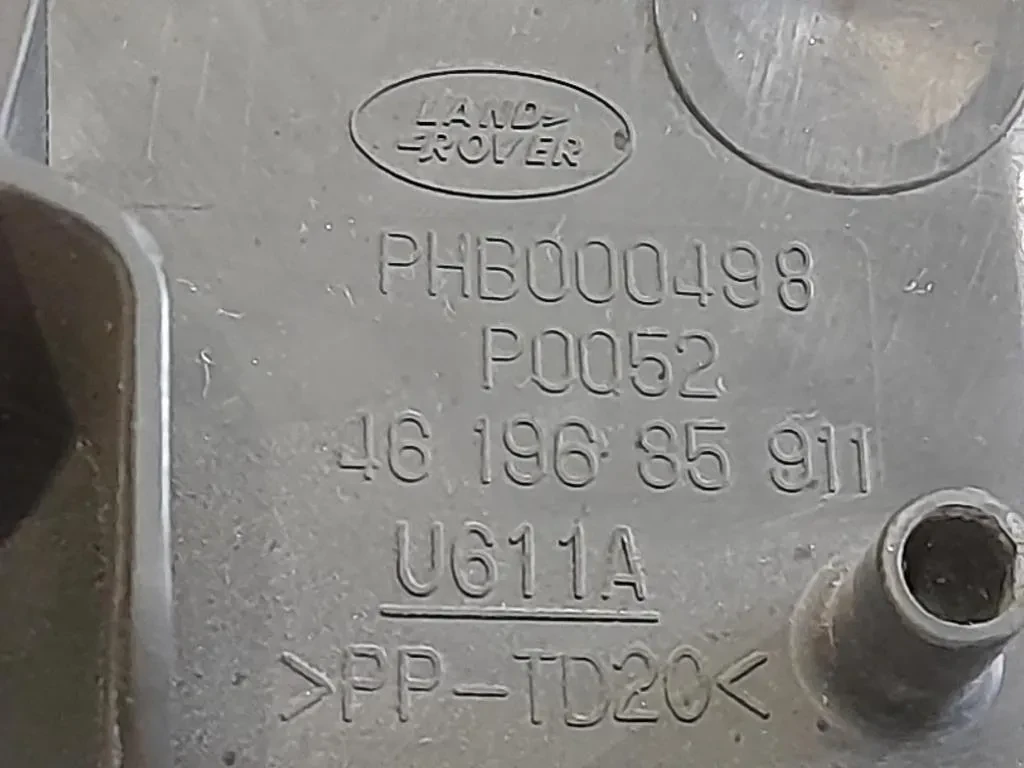 LAND
ROVER
PHB000498
P0052
46 196 85 911
U611A
>PP-TD20<